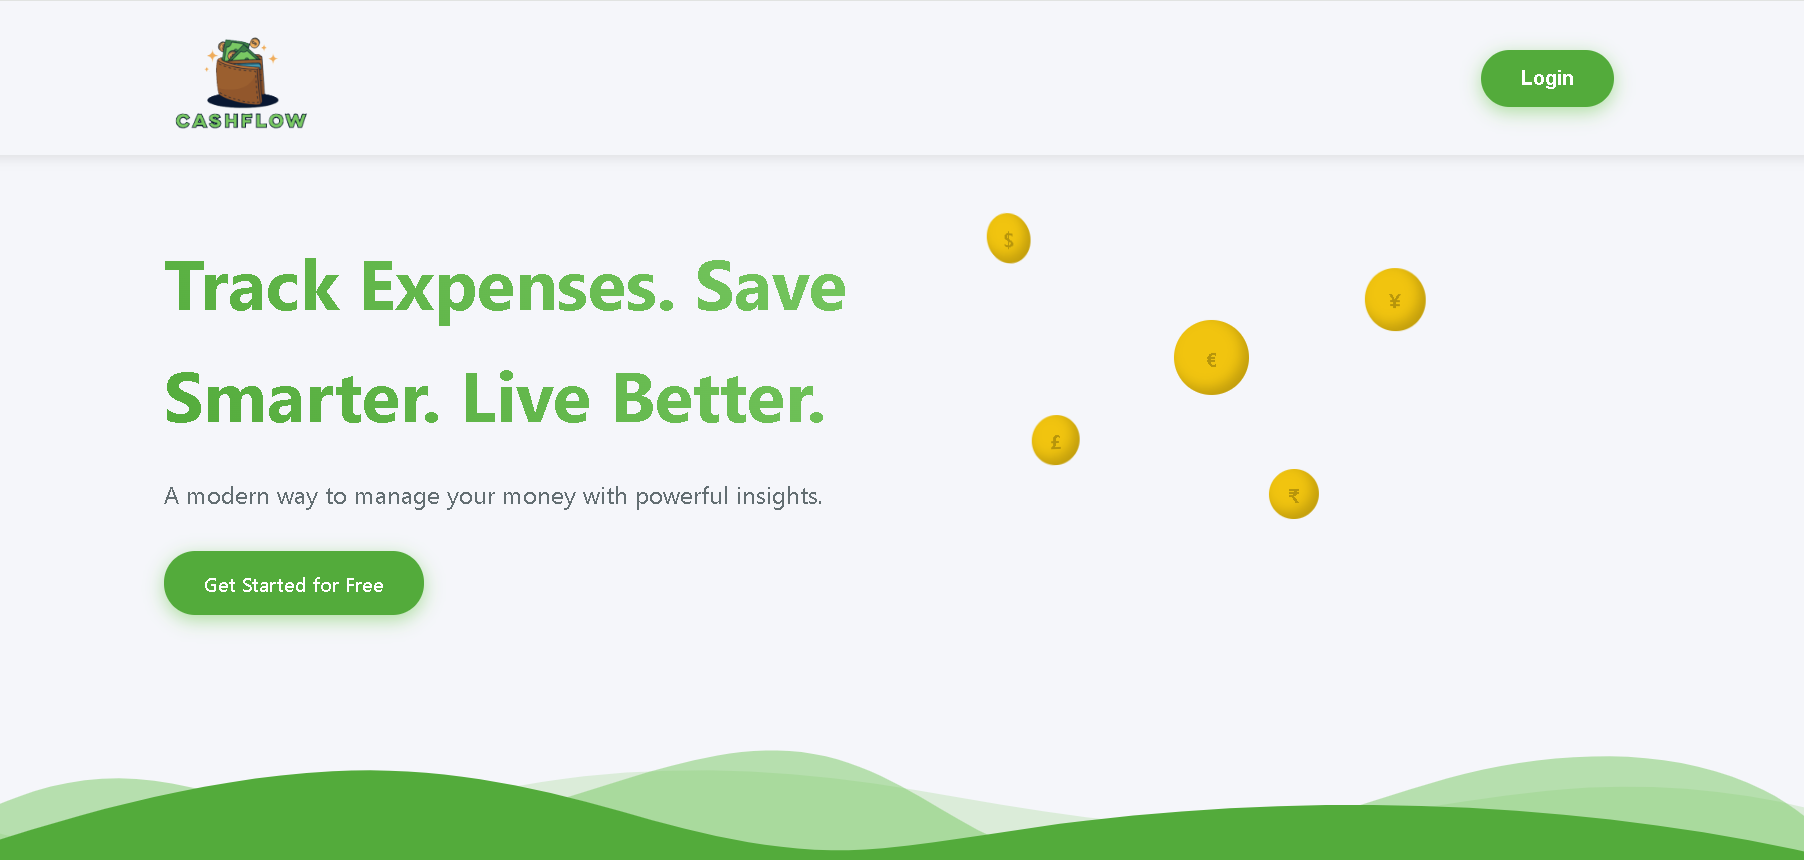 CASHFLOW
Login
Track Expenses. Save
Smarter. Live Better.
A modern way to manage your money with powerful insights.
Get Started for Free
$
¥
€
£
₹